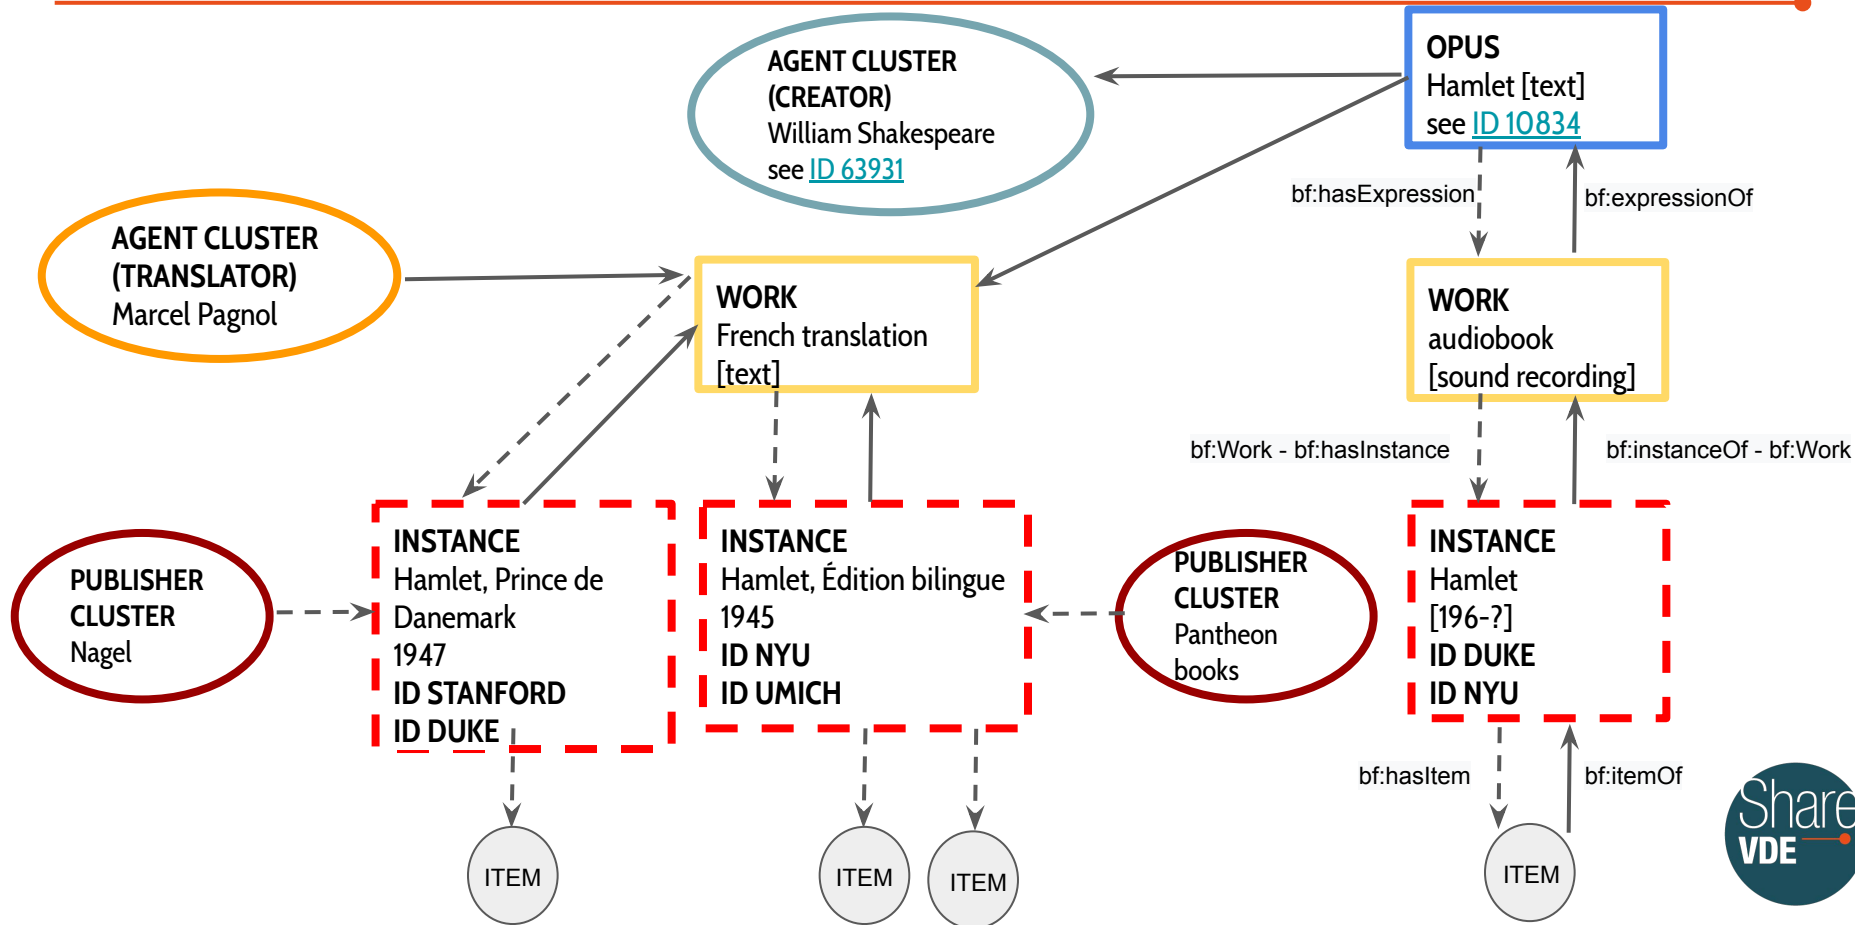 AGENT CLUSTER
(CREATOR)
William Shakespeare
see ID 63931
OPUS
Hamlet [text]
see ID 10834
bf:hasExpression
bf:expressionOf
AGENT CLUSTER
(TRANSLATOR)
Marcel Pagnol
WORK
French translation
[text]
WORK
audiobook
[sound recording]
bf:Work - bf:hasInstance
bf:instanceOf - bf:Work
PUBLISHER
CLUSTER
Nagel
INSTANCE
Hamlet, Prince de
Danemark
1947
ID STANFORD
ID DUKE
INSTANCE
Hamlet, Édition bilingue
1945
ID NYU
ID UMICH
PUBLISHER
CLUSTER
Pantheon
books
INSTANCE
Hamlet
[196-?]
ID DUKE
ID NYU
bf:hasItem
bf:itemOf
ITEM
ITEM
ITEM
ITEM
Share
VDE